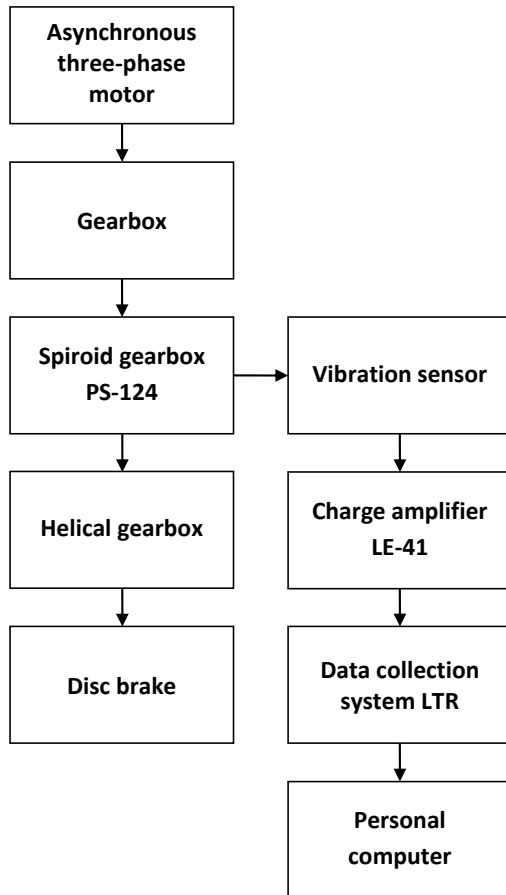 Asynchronous
three-phase
motor
Gearbox
Spiroid gearbox
PS-124
Vibration sensor
Helical gearbox
Charge amplifier
LE-41
Disc brake
Data collection
system LTR
Personal
computer